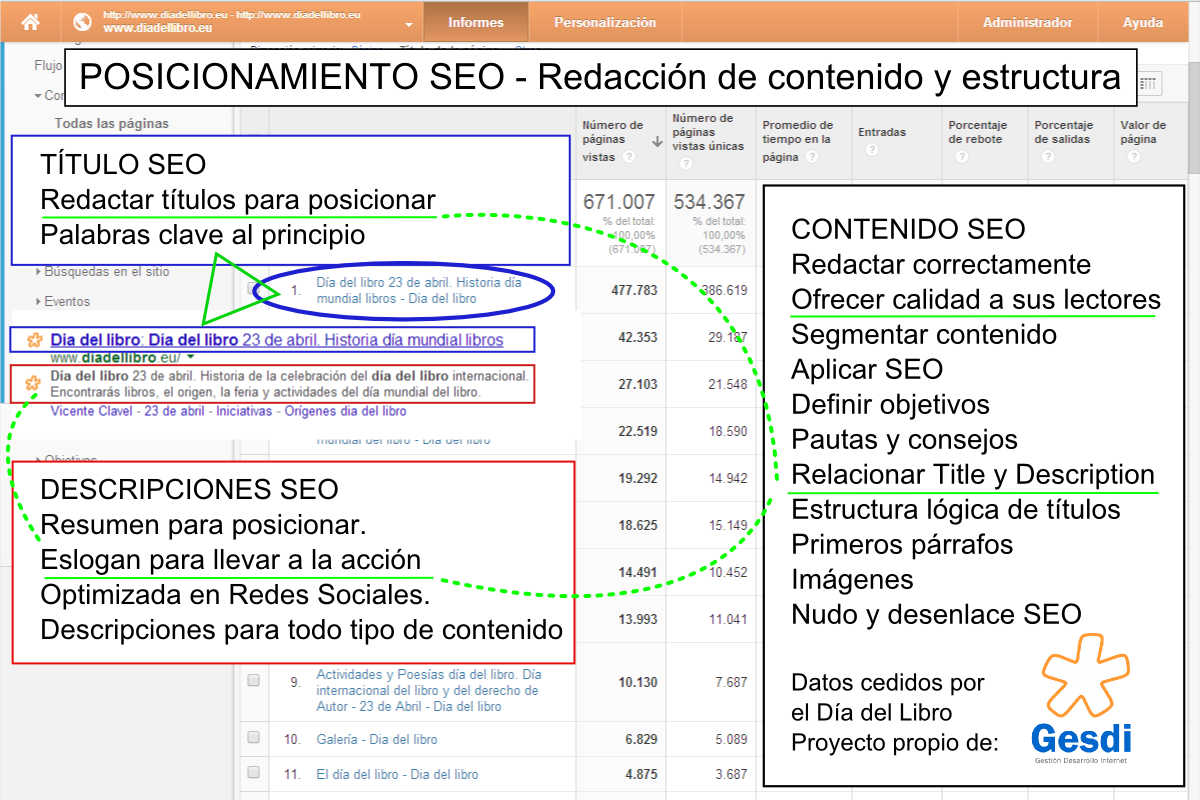 http://www.diadellibro.eu - http://www.diadellibro.eu
www.diadellibro.eu
Informes
Personalización
Administrador
Ayuda
Flujo
POSICIONAMIENTO SEO - Redacción de contenido y estructura
Todas las páginas
Número de páginas vistas
Número de páginas vistas únicas
Promedio de tiempo en la página
Entradas
Porcentaje de rebote
Porcentaje de salidas
Valor de página
TÍTULO SEO
Redactar títulos para posicionar
Palabras clave al principio
671.007
% del total:
100,00%
(671.007)
534.367
% del total:
100,00%
(534.367)
Búsquedas en el sitio
Eventos
1. Día del libro 23 de abril. Historia día
mundial libros - Dia del libro
477.783 386.619
Dia del libro: Día del libro 23 de abril. Historia día mundial libros
www.diadellibro.eu/
Dia del libro 23 de abril. Historia de la celebración del día del libro internacional.
Encontrarás libros, el origen, la feria y actividades del día mundial del libro.
Vicente Clavel - 23 de abril - Iniciativas - Orígenes dia del libro
42.353 29.187
27.103 21.548
mundial del libro - Dia del libro
22.519 18.590
Objetivos
19.292 14.942
18.625 15.149
14.491 10.452
13.993 11.041
DESCRIPCIONES SEO
Resumen para posicionar.
Eslogan para llevar a la acción
Optimizada en Redes Sociales.
Descripciones para todo tipo de contenido
9. Actividades y Poesías día del libro. Día
internacional del libro y del derecho de
Autor - 23 de Abril - Dia del libro
10.130 7.687
10. Galería - Dia del libro 6.829 5.089
11. El día del libro - Dia del libro 4.875 3.687
CONTENIDO SEO
Redactar correctamente
Ofrecer calidad a sus lectores
Segmentar contenido
Aplicar SEO
Definir objetivos
Pautas y consejos
Relacionar Title y Description
Estructura lógica de títulos
Primeros párrafos
Imágenes
Nudo y desenlace SEO
Datos cedidos por
el Día del Libro
Proyecto propio de:
Gesdi
Gestión Desarrollo Internet